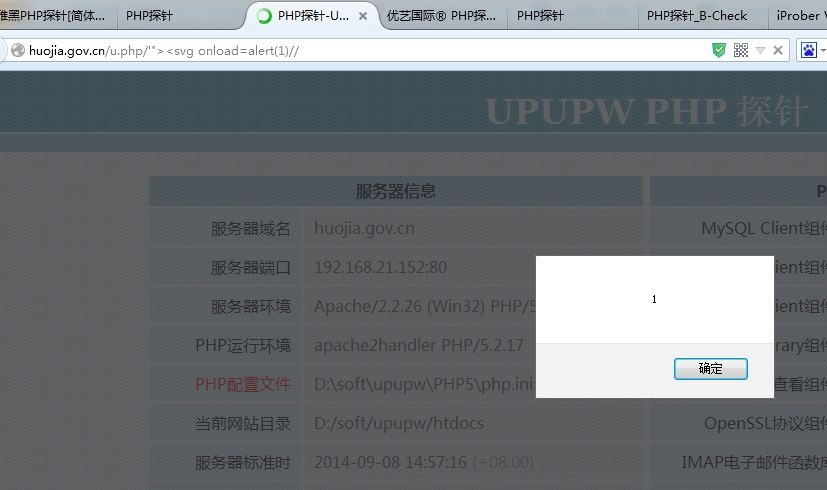 雅黑PHP探针[简体...
PHP探针
PHP探针-U...
优艺国际® PHP探...
PHP探针
PHP探针_B-Check
iProber V
huojia.gov.cn/u.php/'"><svg onload=alert(1)//
UPUPW PHP 探针
服务器信息
P
服务器域名 huojia.gov.cn MySQL Client组件
服务器端口 192.168.21.152:80 ient组件
服务器环境 Apache/2.2.26 (Win32) PHP/5 ient组件
PHP运行环境 apache2handler PHP/5.2.17 rary组件
PHP配置文件 D:\soft\upupw\PHP5\php.ini 查看组件
当前网站目录 D:/soft/upupw/htdocs OpenSSL协议组件
服务器标准时 2014-09-08 14:57:16 (+08:00) IMAP电子邮件函数库
1
确定